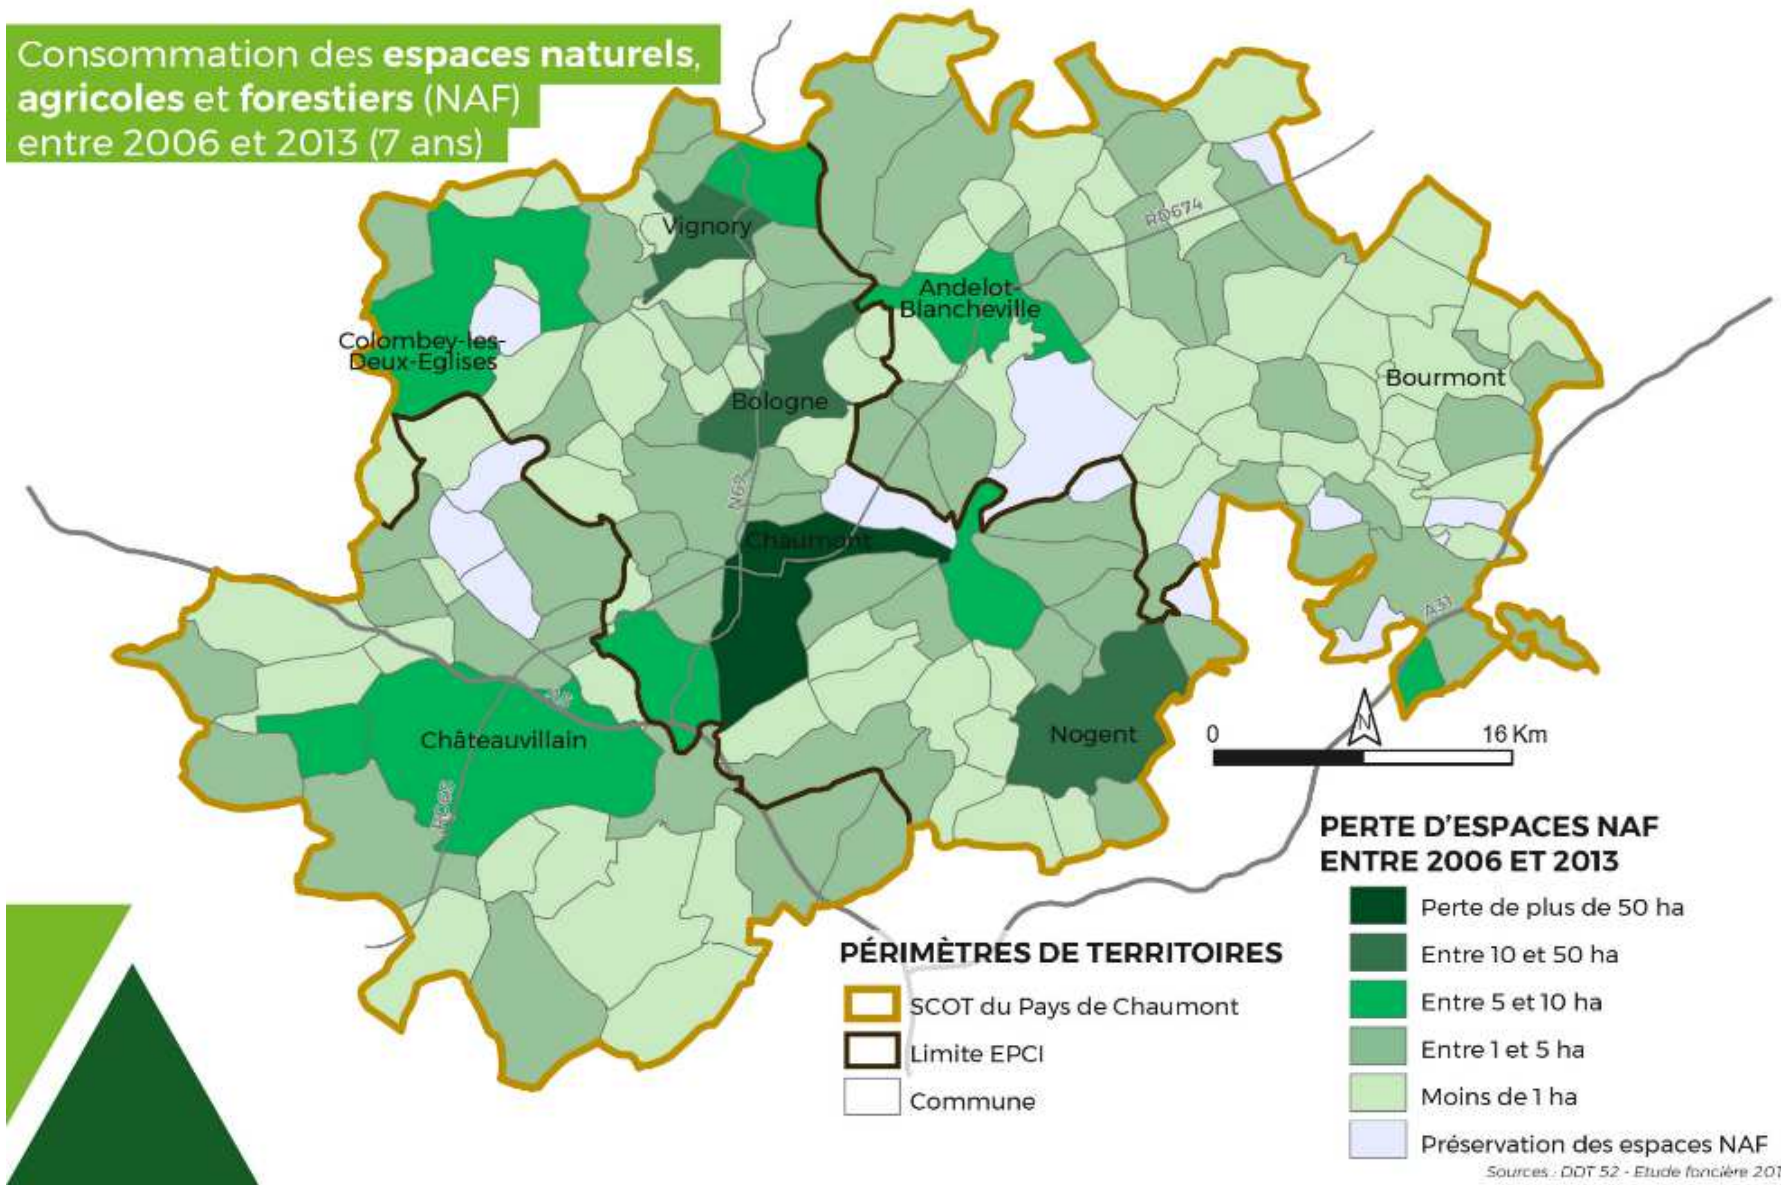 Consommation des espaces naturels,
agricoles et forestiers (NAF)
entre 2006 et 2013 (7 ans)
Vignory
RD674
Andelot-
Blancheville
Colombey-les-
Deux-Eglises
Bourmont
Bologne
N67
Chaumont
A31
Châteauvillain
A5
Nogent
N
0 16 Km
PERTE D'ESPACES NAF
ENTRE 2006 ET 2013
Perte de plus de 50 ha
Entre 10 et 50 ha
Entre 5 et 10 ha
Entre 1 et 5 ha
Moins de 1 ha
Préservation des espaces NAF
PÉRIMÈTRES DE TERRITOIRES
SCOT du Pays de Chaumont
Limite EPCI
Commune
Sources : DDT 52 - Etude foncière 201